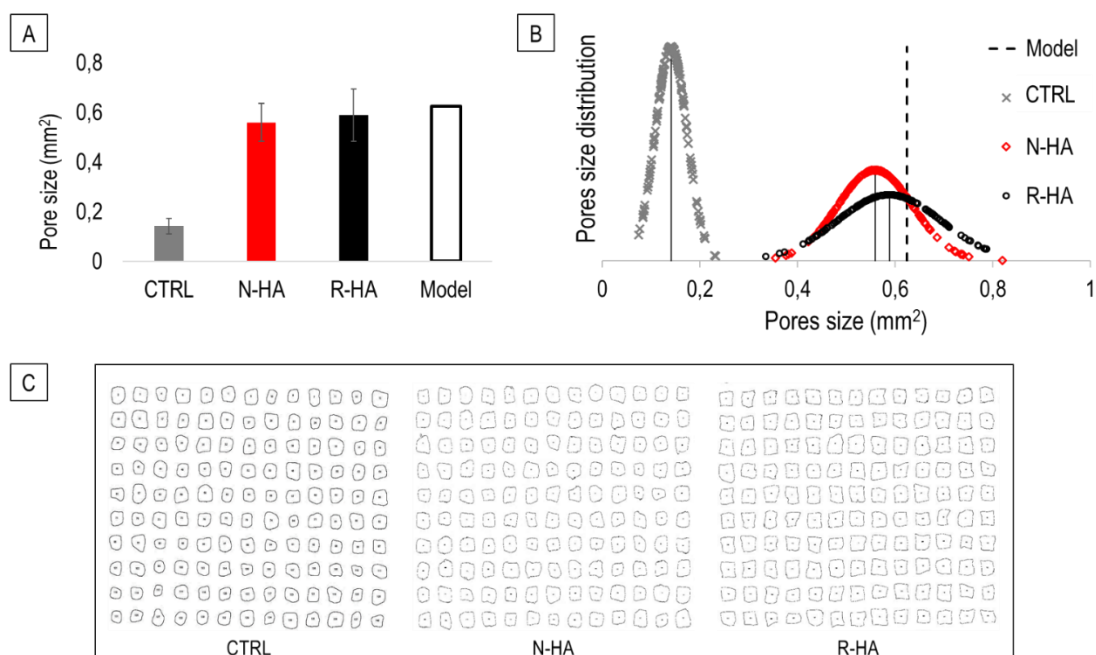 A
Pore size (mm²)
0,8
0,6
0,4
0,2
0
CTRL N-HA R-HA Model
B
Pores size distribution
Model
CTRL
N-HA
R-HA
0 0,2 0,4 0,6 0,8 1
Pores size (mm²)
C
CTRL N-HA R-HA